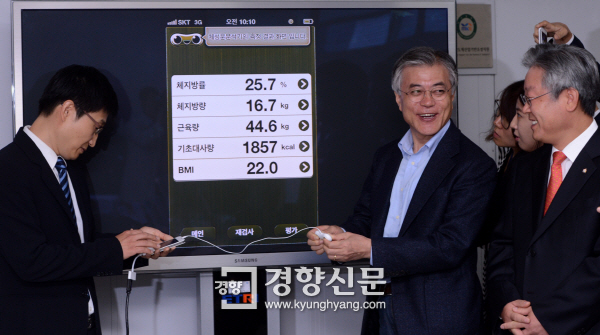 SKT 3G 오전 10:10
체지방률 25.7 %
체지방량 16.7 kg
근육량 44.6 kg
기초대사량 1857 kcal
BMI 22.0
메인 재검사 평가
경향신문
www.kyunghyang.com